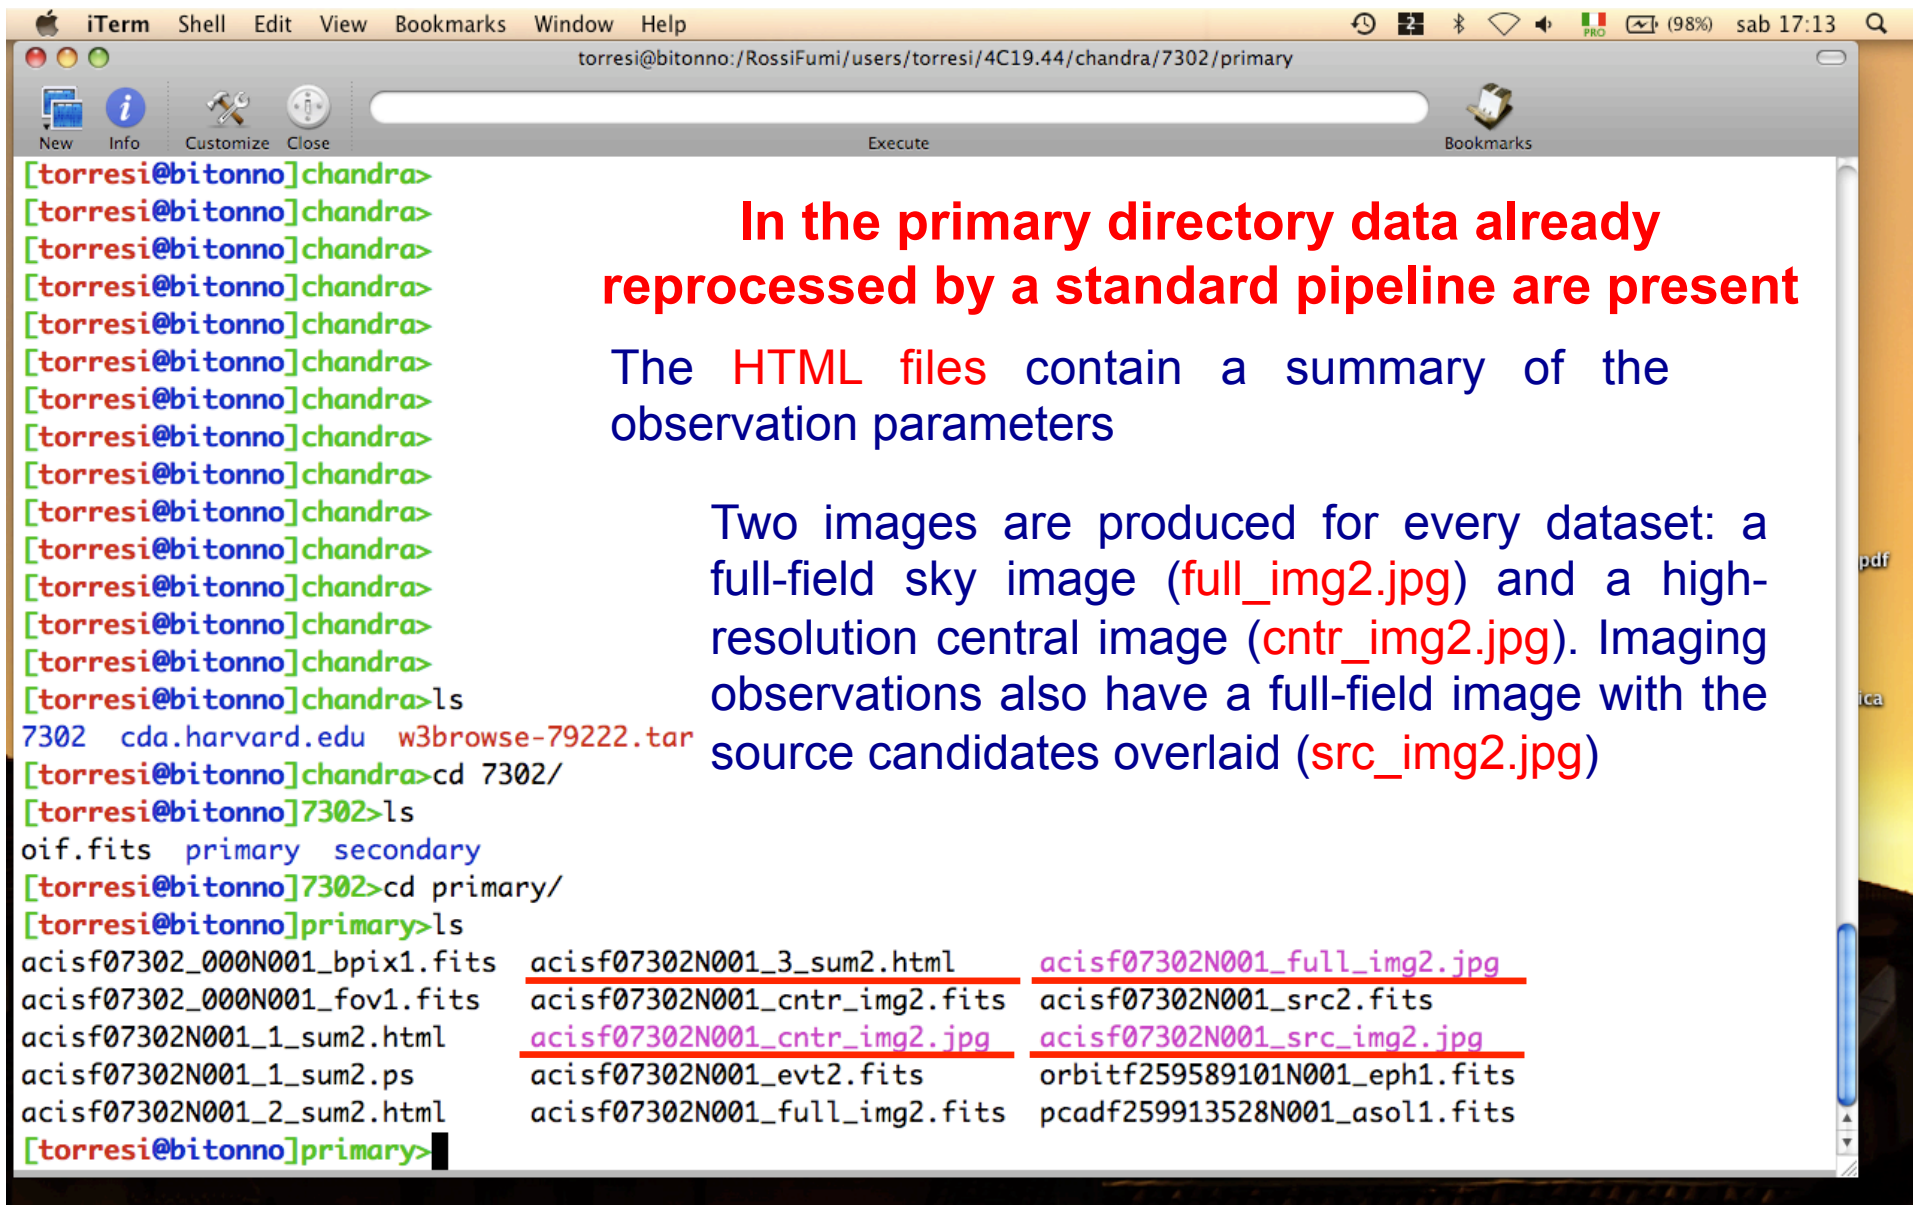 iTerm Shell Edit View Bookmarks Window Help 2 PRO (98%) sab 17:13
torresi@bitonno:/RossiFumi/users/torresi/4C19.44/chandra/7302/primary
New Info Customize Close Execute Bookmarks
[torresi@bitonno]chandra>
[torresi@bitonno]chandra>
[torresi@bitonno]chandra>
[torresi@bitonno]chandra>
[torresi@bitonno]chandra>
[torresi@bitonno]chandra>
[torresi@bitonno]chandra>
[torresi@bitonno]chandra>
[torresi@bitonno]chandra>
[torresi@bitonno]chandra>
[torresi@bitonno]chandra>
[torresi@bitonno]chandra>
[torresi@bitonno]chandra>
[torresi@bitonno]chandra>
[torresi@bitonno]chandra>ls
7302 cda.harvard.edu w3browse-79222.tar
[torresi@bitonno]chandra>cd 7302/
[torresi@bitonno]7302>ls
oif.fits primary secondary
[torresi@bitonno]7302>cd primary/
[torresi@bitonno]primary>ls
acisf07302_000N001_bpix1.fits acisf07302N001_3_sum2.html acisf07302N001_full_img2.jpg
acisf07302_000N001_fov1.fits acisf07302N001_cntr_img2.fits acisf07302N001_src2.fits
acisf07302N001_1_sum2.html acisf07302N001_cntr_img2.jpg acisf07302N001_src_img2.jpg
acisf07302N001_1_sum2.ps acisf07302N001_evt2.fits orbitf259589101N001_eph1.fits
acisf07302N001_2_sum2.html acisf07302N001_full_img2.fits pcadf259913528N001_asol1.fits
[torresi@bitonno]primary>
In the primary directory data already
reprocessed by a standard pipeline are present
The HTML files contain a summary of the
observation parameters
Two images are produced for every dataset: a
full-field sky image (full_img2.jpg) and a high-
resolution central image (cntr_img2.jpg). Imaging
observations also have a full-field image with the
source candidates overlaid (src_img2.jpg)
pdf
ica